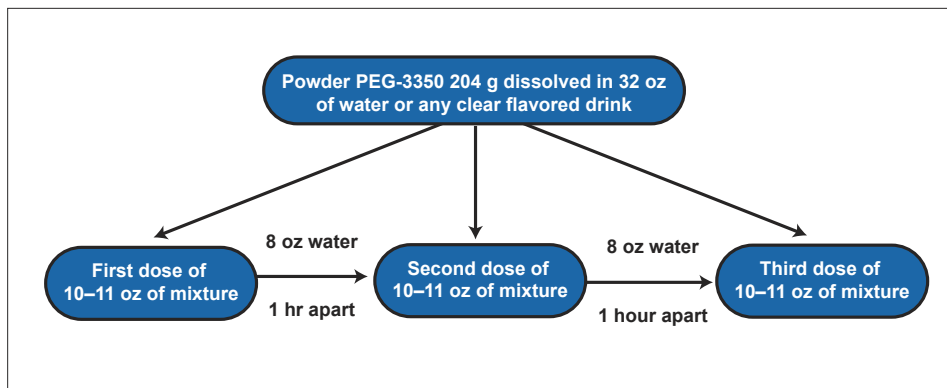 Powder PEG-3350 204 g dissolved in 32 oz
of water or any clear flavored drink
8 oz water
8 oz water
First dose of
10–11 oz of mixture
Second dose of
10–11 oz of mixture
Third dose of
10–11 oz of mixture
1 hr apart
1 hour apart